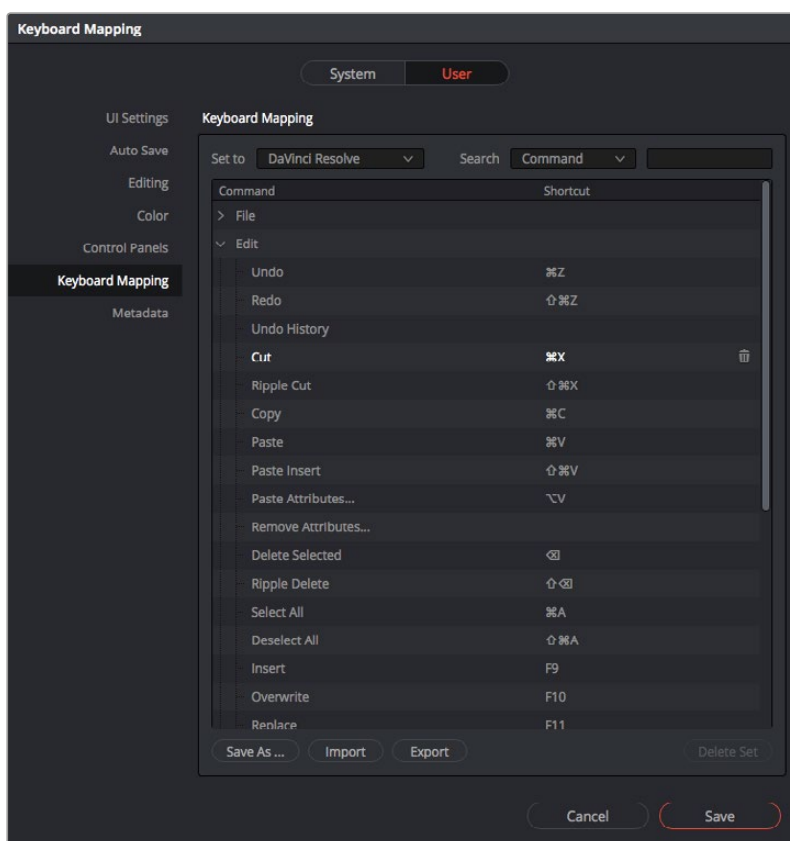 Keyboard Mapping
System User
UI Settings
Auto Save
Editing
Color
Control Panels
Keyboard Mapping
Metadata
Keyboard Mapping
Set to DaVinci Resolve Search Command
Command Shortcut
> File
Edit
Undo ⌘Z
Redo ⇧⌘Z
Undo History
Cut ⌘X
Ripple Cut ⇧⌘X
Copy ⌘C
Paste ⌘V
Paste Insert ⇧⌘V
Paste Attributes... ⌥V
Remove Attributes...
Delete Selected ⌫
Ripple Delete ⇧⌫
Select All ⌘A
Deselect All ⇧⌘A
Insert F9
Overwrite F10
Replace F11
Save As ... Import Export Delete Set
Cancel Save